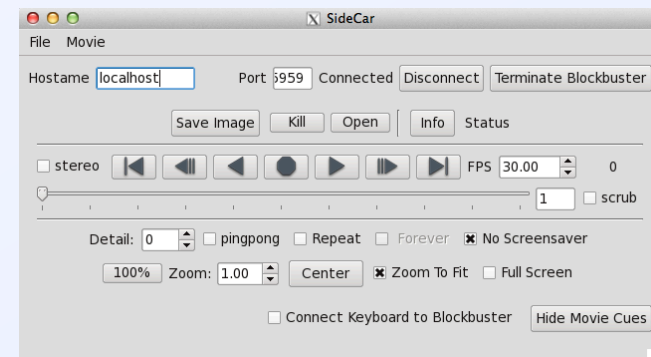 SideCar
File Movie
Hostame localhost Port 5959 Connected Disconnect Terminate Blockbuster
Save Image Kill Open Info Status
stereo FPS 30.00 0
1 scrub
Detail: 0 pingpong Repeat Forever No Screensaver
100% Zoom: 1.00 Center Zoom To Fit Full Screen
Connect Keyboard to Blockbuster Hide Movie Cues